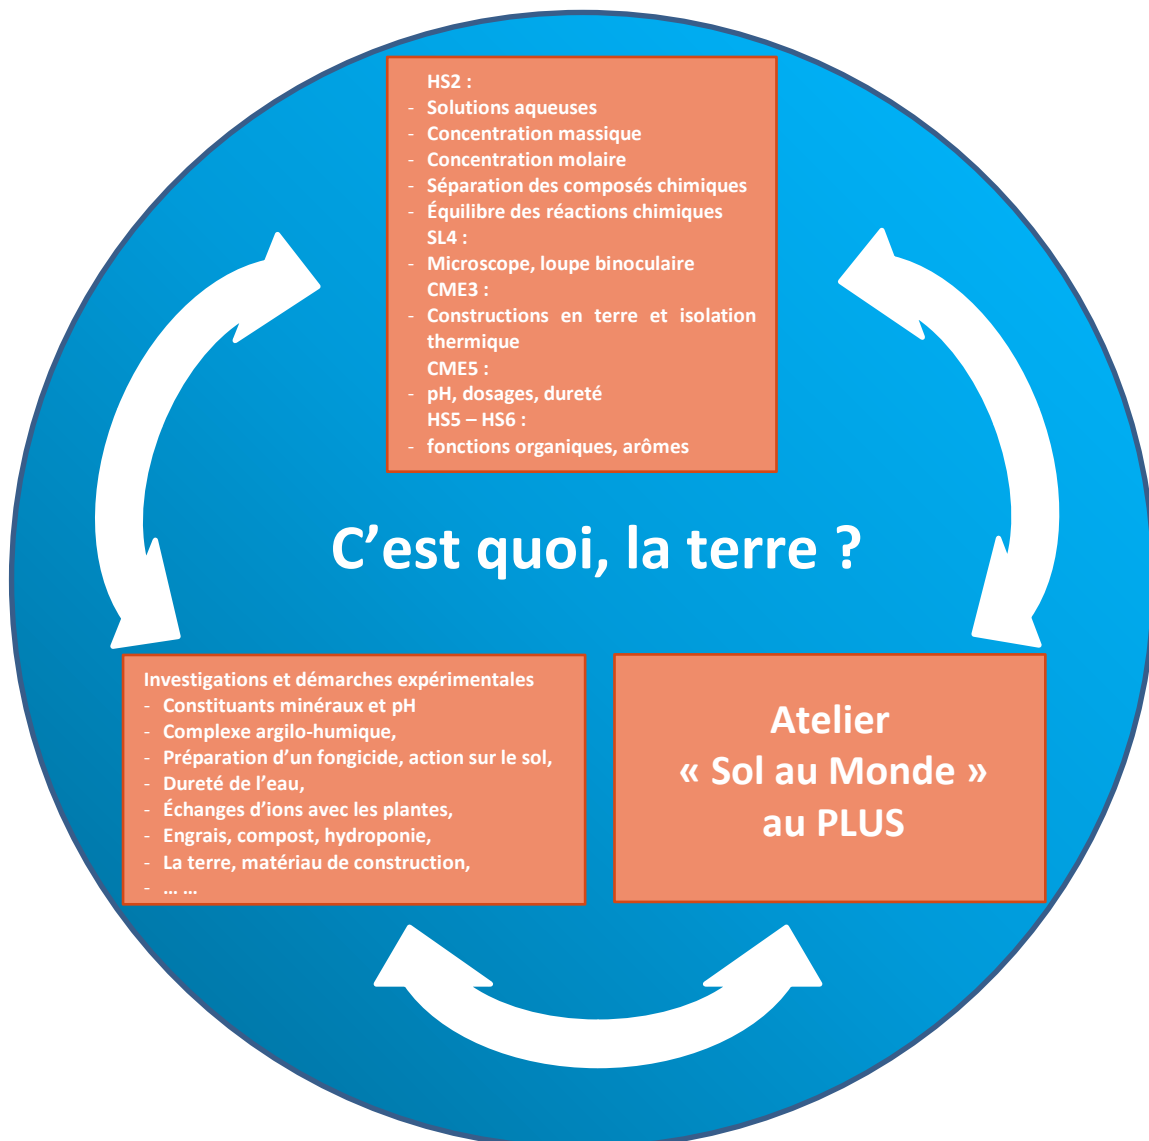 HS2 :
- Solutions aqueuses
- Concentration massique
- Concentration molaire
- Séparation des composés chimiques
- Équilibre des réactions chimiques
SL4 :
- Microscope, loupe binoculaire
CME3 :
- Constructions en terre et isolation
thermique
CME5 :
- pH, dosages, dureté
HS5 – HS6 :
- fonctions organiques, arômes
C’est quoi, la terre ?
Investigations et démarches expérimentales
- Constituants minéraux et pH
- Complexe argilo-humique,
- Préparation d’un fongicide, action sur le sol,
- Dureté de l’eau,
- Échanges d’ions avec les plantes,
- Engrais, compost, hydroponie,
- La terre, matériau de construction,
- … …
Atelier
« Sol au Monde »
au PLUS